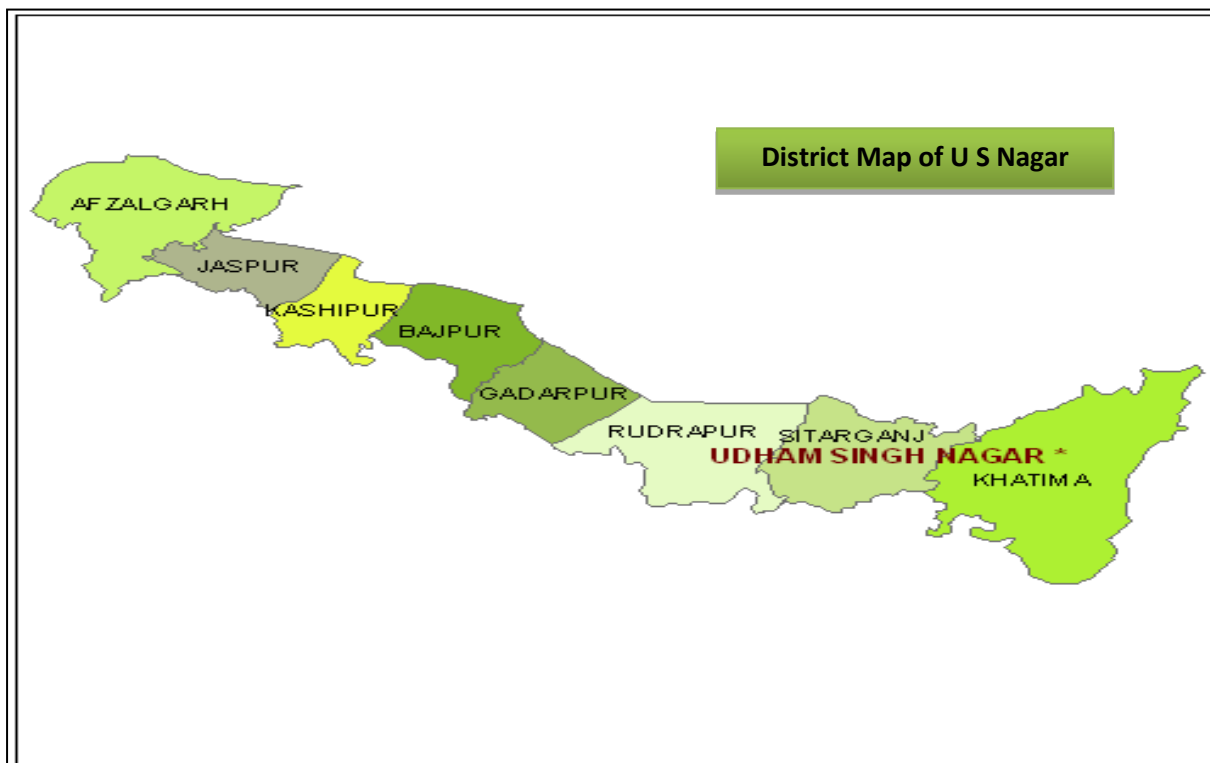 District Map of U S Nagar
AFZALGARH
JASPUR
KASHIPUR
BAJPUR
GADARPUR
RUDRAPUR
SITARGANJ
UDHAM SINGH NAGAR *
KHATIMA